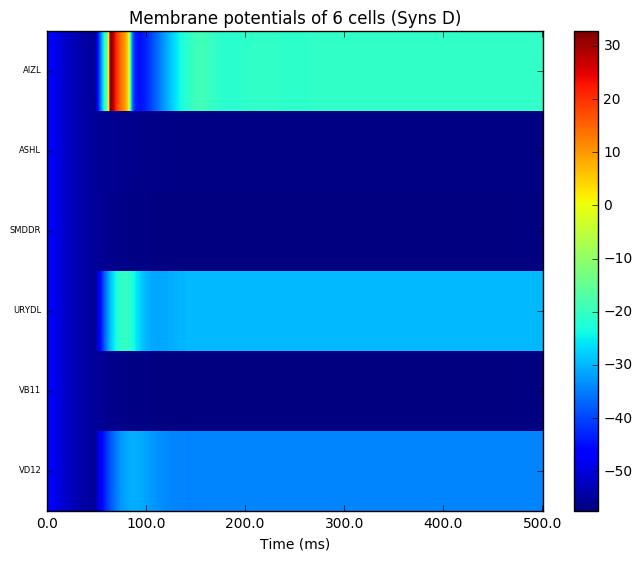 Membrane potentials of 6 cells (Syns D)
AIZL
ASHL
SMDDR
URYDL
VB11
VD12
0.0 100.0 200.0 300.0 400.0 500.0
Time (ms)
30
20
10
0
−10
−20
−30
−40
−50